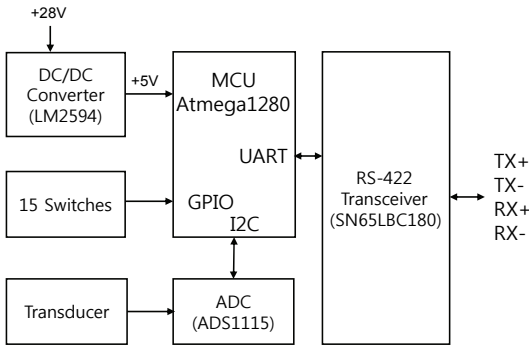 +28V
DC/DC
Converter
(LM2594)
+5V
MCU
Atmega1280
UART
GPIO
I2C
15 Switches
Transducer
ADC
(ADS1115)
RS-422
Transceiver
(SN65LBC180)
TX+
TX-
RX+
RX-